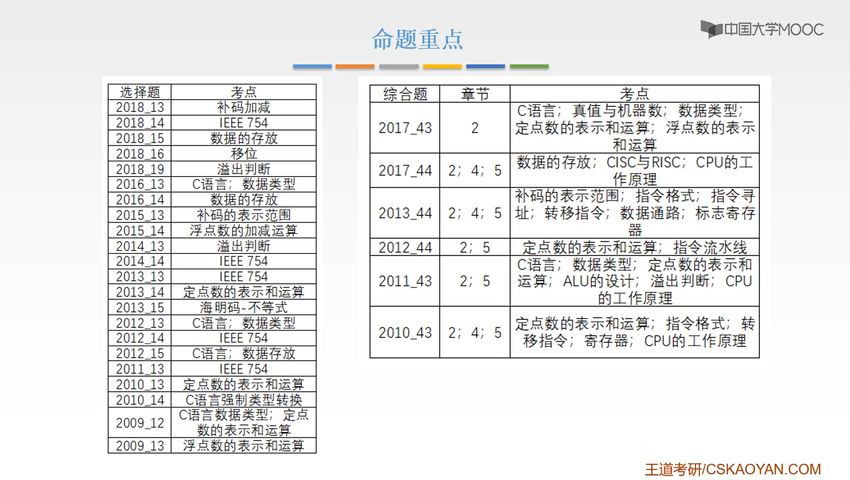 命题重点
中国大学MOOC
选择题 考点
2018_13 补码加减
2018_14 IEEE 754
2018_15 数据的存放
2018_16 移位
2018_19 溢出判断
2016_13 C语言；数据类型
2016_14 数据的存放
2015_13 补码的表示范围
2015_14 浮点数的加减运算
2014_13 溢出判断
2014_14 IEEE 754
2013_13 IEEE 754
2013_14 定点数的表示和运算
2013_15 海明码-不等式
2012_13 C语言；数据类型
2012_14 IEEE 754
2012_15 C语言；数据存放
2011_13 IEEE 754
2010_13 定点数的表示和运算
2010_14 C语言强制类型转换
2009_12 C语言数据类型；定点
数的表示和运算
2009_13 浮点数的表示和运算
综合题 章节 考点
2017_43 2 C语言；真值与机器数；数据类型；
定点数的表示和运算；浮点数的表示
和运算
2017_44 2；4；5 数据的存放；CISC与RISC；CPU的工
作原理
2013_44 2；4；5 补码的表示范围；指令格式；指令寻
址；转移指令；数据通路；标志寄存
器
2012_44 2；5 定点数的表示和运算；指令流水线
2011_43 2；5 C语言；数据类型；定点数的表示和
运算；ALU的设计；溢出判断；CPU
的工作原理
2010_43 2；4；5 定点数的表示和运算；指令格式；转
移指令；寄存器；CPU的工作原理
王道考研/CSKAOYAN.COM